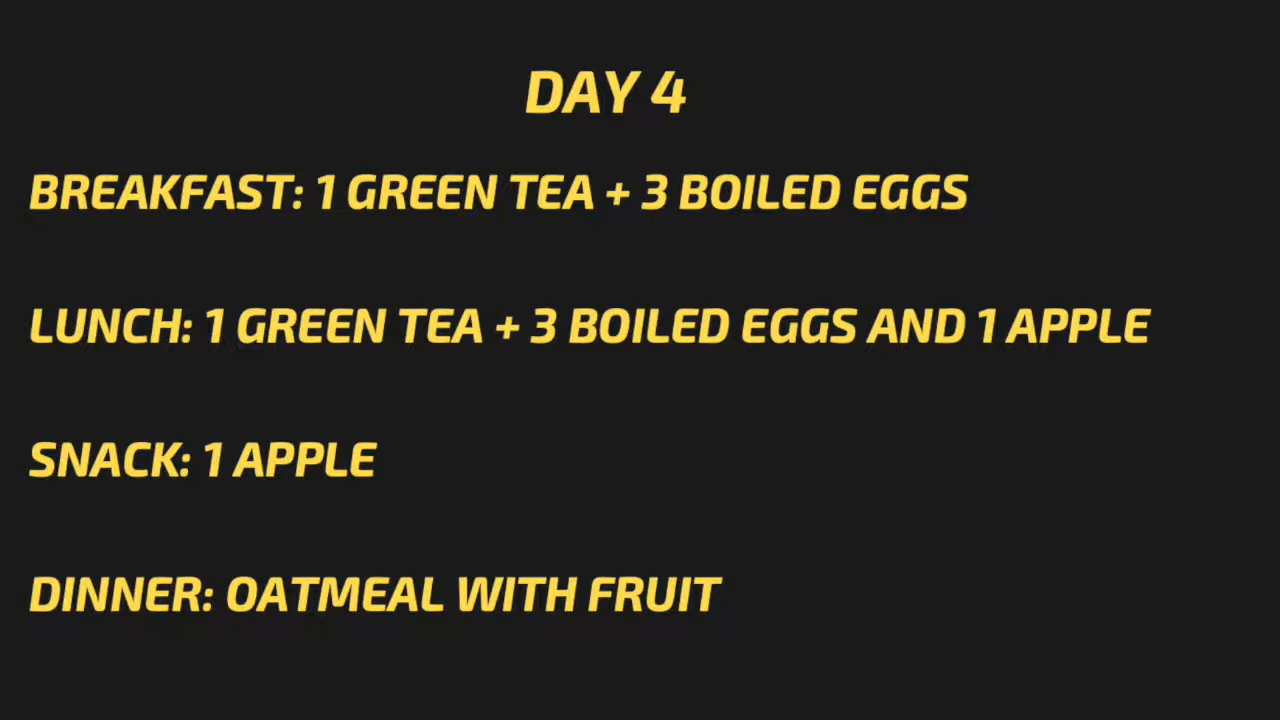 DAY 4
BREAKFAST: 1 GREEN TEA + 3 BOILED EGGS
LUNCH: 1 GREEN TEA + 3 BOILED EGGS AND 1 APPLE
SNACK: 1 APPLE
DINNER: OATMEAL WITH FRUIT